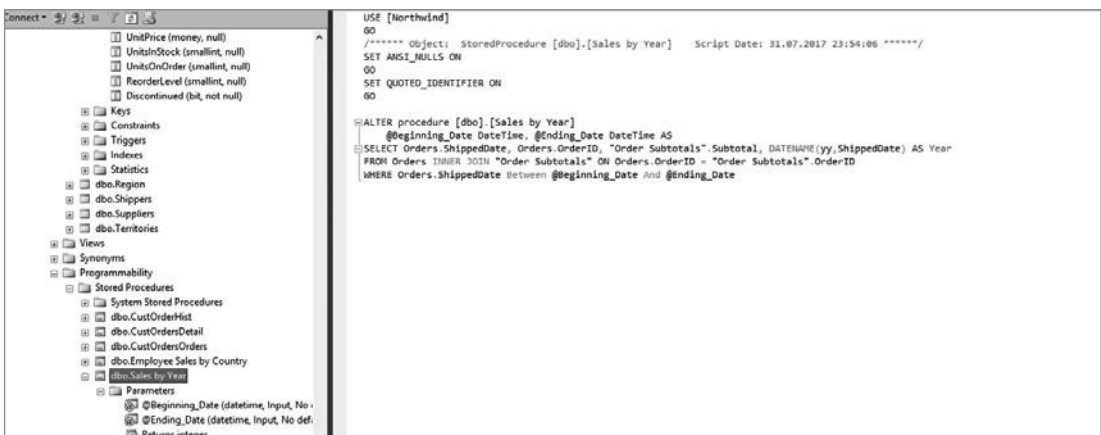 Connect
UnitPrice (money, null)
UnitsInStock (smallint, null)
UnitsOnOrder (smallint, null)
ReorderLevel (smallint, null)
Discontinued (bit, not null)
Keys
Constraints
Triggers
Indexes
Statistics
dbo.Region
dbo.Shippers
dbo.Suppliers
dbo.Territories
Views
Synonyms
Programmability
Stored Procedures
System Stored Procedures
dbo.CustOrderHist
dbo.CustOrdersDetail
dbo.CustOrdersOrders
dbo.Employee Sales by Country
dbo.Sales by Year
Parameters
@Beginning_Date (datetime, Input, No
@Ending_Date (datetime, Input, No def
Returns integer
USE [Northwind]
GO
/****** Object:  StoredProcedure [dbo].[Sales by Year]    Script Date: 31.07.2017 23:54:06 ******/
SET ANSI_NULLS ON
GO
SET QUOTED_IDENTIFIER ON
GO
ALTER procedure [dbo].[Sales by Year]
@Beginning_Date DateTime, @Ending_Date DateTime AS
SELECT Orders.ShippedDate, Orders.OrderID, "Order Subtotals".Subtotal, DATENAME(yy,ShippedDate) AS Year
FROM Orders INNER JOIN "Order Subtotals" ON Orders.OrderID = "Order Subtotals".OrderID
WHERE Orders.ShippedDate Between @Beginning_Date And @Ending_Date